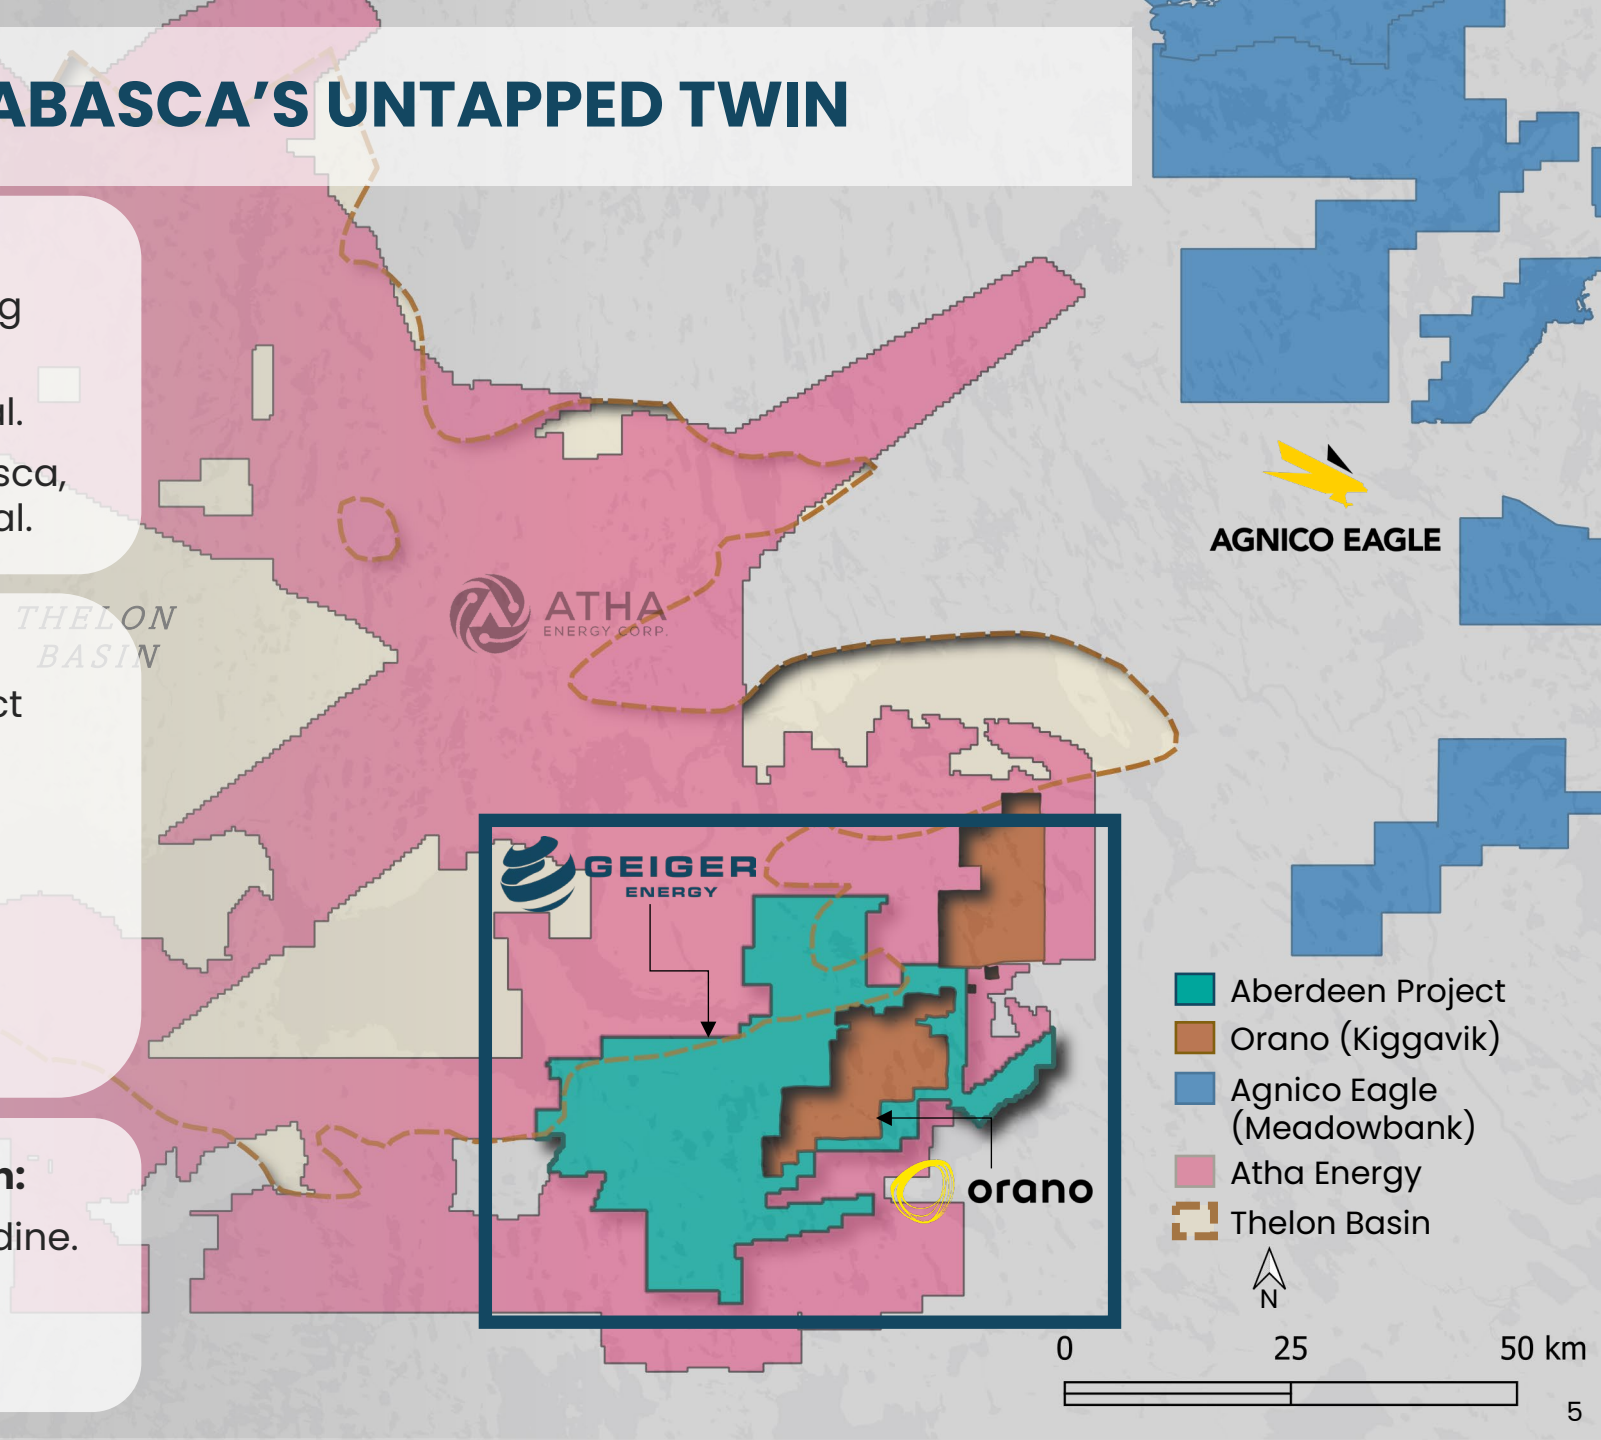 ABASCA'S UNTAPPED TWIN
g
al.
sca,
al.
THELON
BASIN
ct
n:
dine.
ATHA
ENERGY CORP.
AGNICO EAGLE
GEIGER
ENERGY
orano
Aberdeen Project
Orano (Kiggavik)
Agnico Eagle
(Meadowbank)
Atha Energy
Thelon Basin
N
0 25 50 km
5